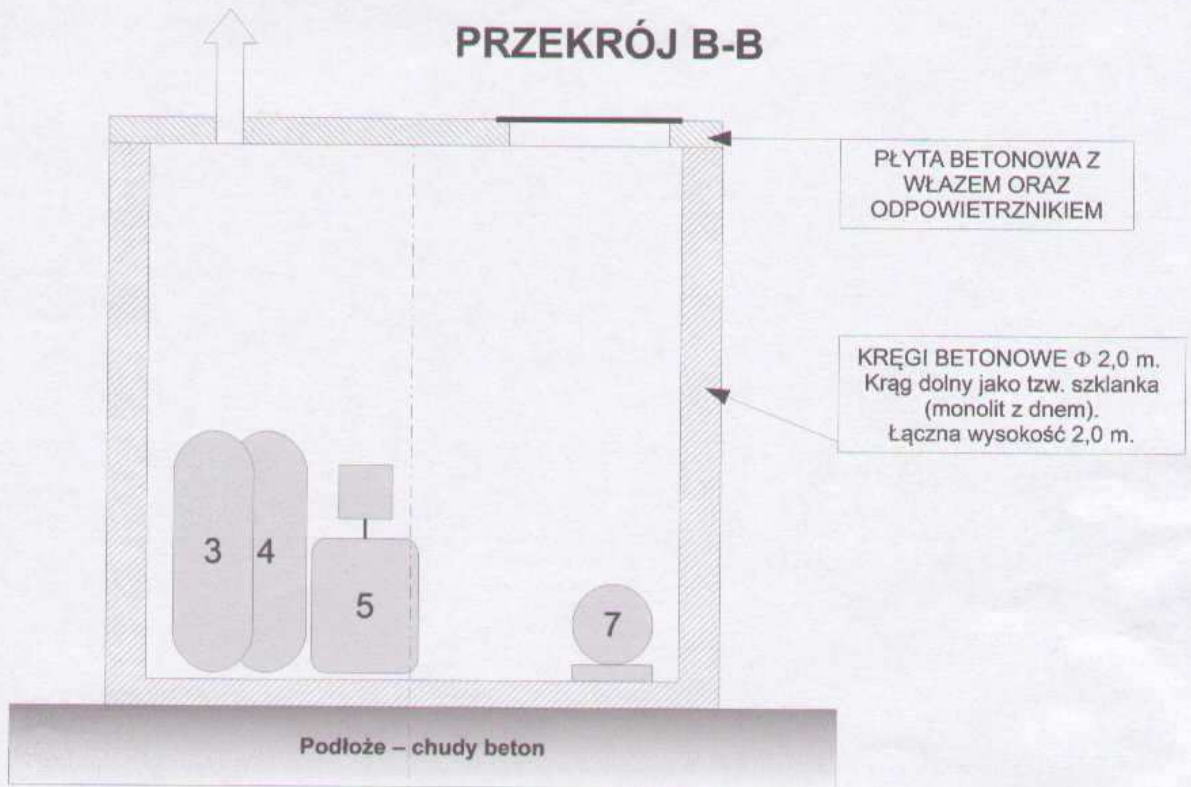 PRZEKRÓJ B-B
PŁYTA BETONOWA Z
WŁAZEM ORAZ
ODPOWIETRZNIKIEM
KRĘGI BETONOWE Φ 2,0 m.
Krąg dolny jako tzw. szklanka
(monolit z dnem).
Łączna wysokość 2,0 m.
3 4
5
7
Podłoże – chudy beton